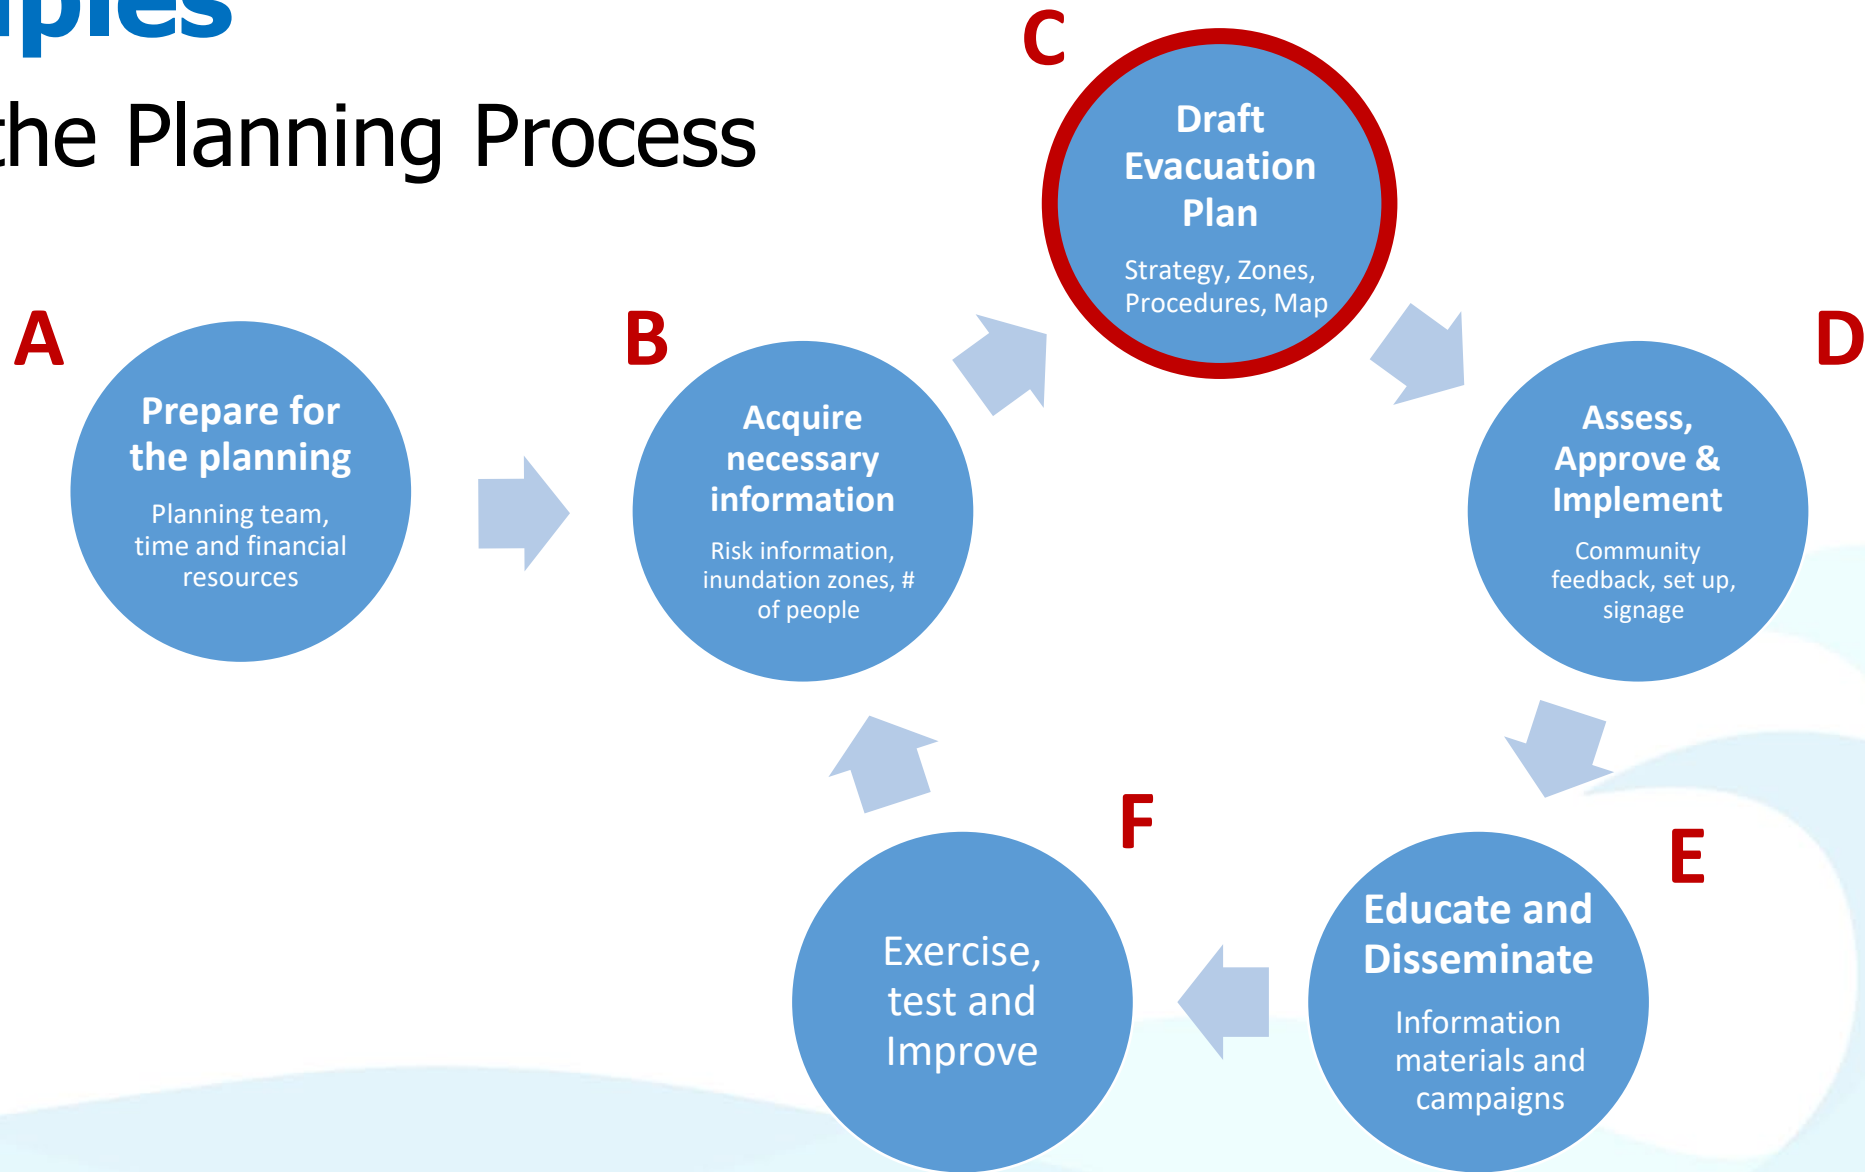 the Planning Process
A
Prepare for
the planning
Planning team,
time and financial
resources
B
Acquire
necessary
information
Risk information,
inundation zones, #
of people
C
Draft
Evacuation
Plan
Strategy, Zones,
Procedures, Map
D
Assess,
Approve &
Implement
Community
feedback, set up,
signage
E
Educate and
Disseminate
Information
materials and
campaigns
F
Exercise,
test and
Improve